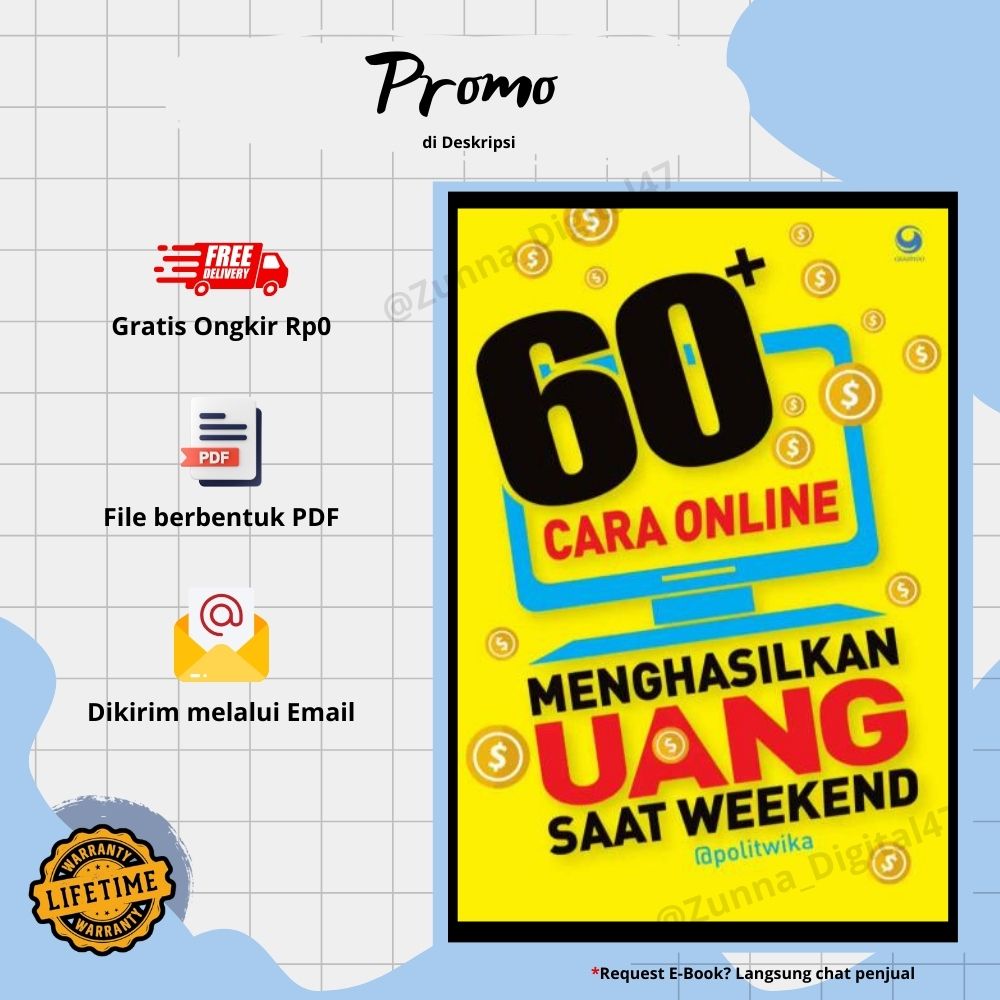 Promo
di Deskripsi
@Zunna_Digital47
FREE
DELIVERY
Gratis Ongkir Rp0
PDF
File berbentuk PDF
@
Dikirim melalui Email
WARRANTY
LIFETIME
WARRANTY
GRASINDO
60+
CARA ONLINE
MENGHASILKAN
UANG
SAAT WEEKEND
@politwika
@Zunna_Digital47
*Request E-Book? Langsung chat penjual